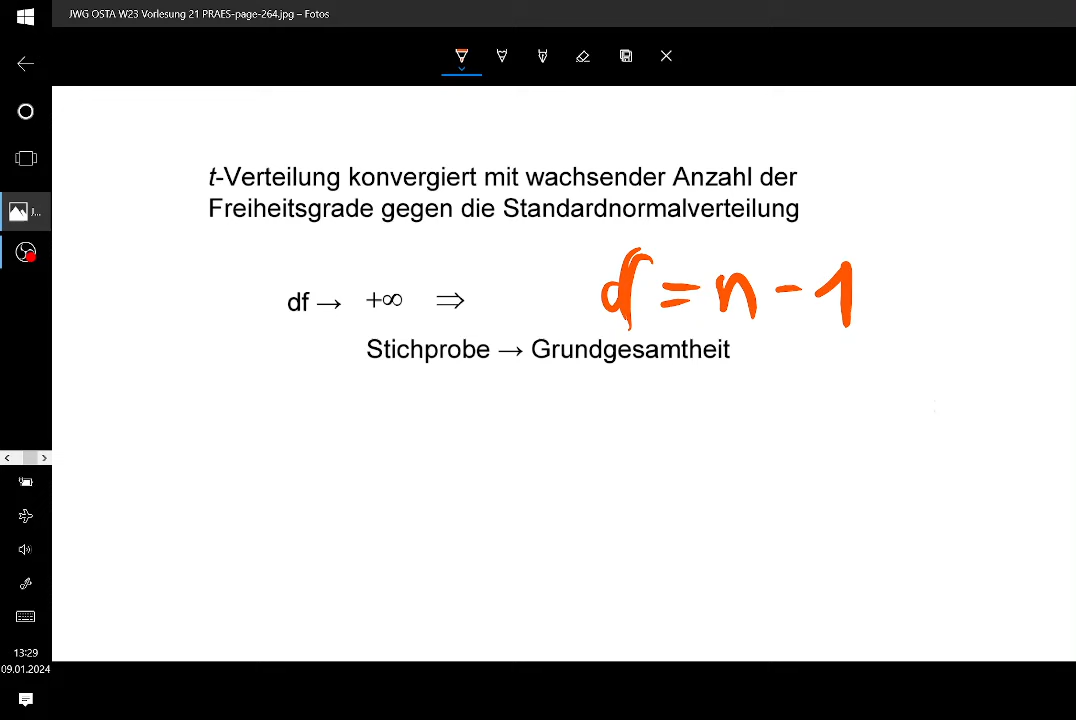 JWG OSTA W23 Vorlesung 21 PRAES-page-264.jpg – Fotos
J...
t-Verteilung konvergiert mit wachsender Anzahl der
Freiheitsgrade gegen die Standardnormalverteilung
df → +∞ ⇒
df = n - 1
Stichprobe → Grundgesamtheit
13:29
09.01.2024